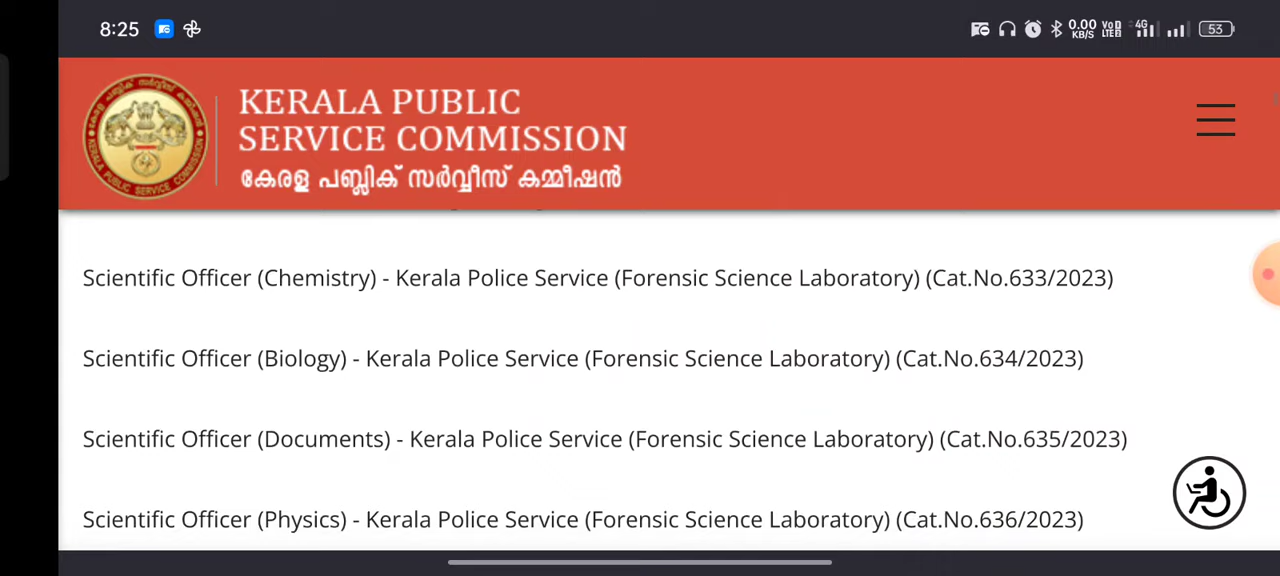 8:25
0.00 KB/S
Vo LTE
4G
53
KERALA PUBLIC
SERVICE COMMISSION
കേരള പബ്ലിക് സർവ്വീസ് കമ്മീഷൻ
Scientific Officer (Chemistry) - Kerala Police Service (Forensic Science Laboratory) (Cat.No.633/2023)
Scientific Officer (Biology) - Kerala Police Service (Forensic Science Laboratory) (Cat.No.634/2023)
Scientific Officer (Documents) - Kerala Police Service (Forensic Science Laboratory) (Cat.No.635/2023)
Scientific Officer (Physics) - Kerala Police Service (Forensic Science Laboratory) (Cat.No.636/2023)